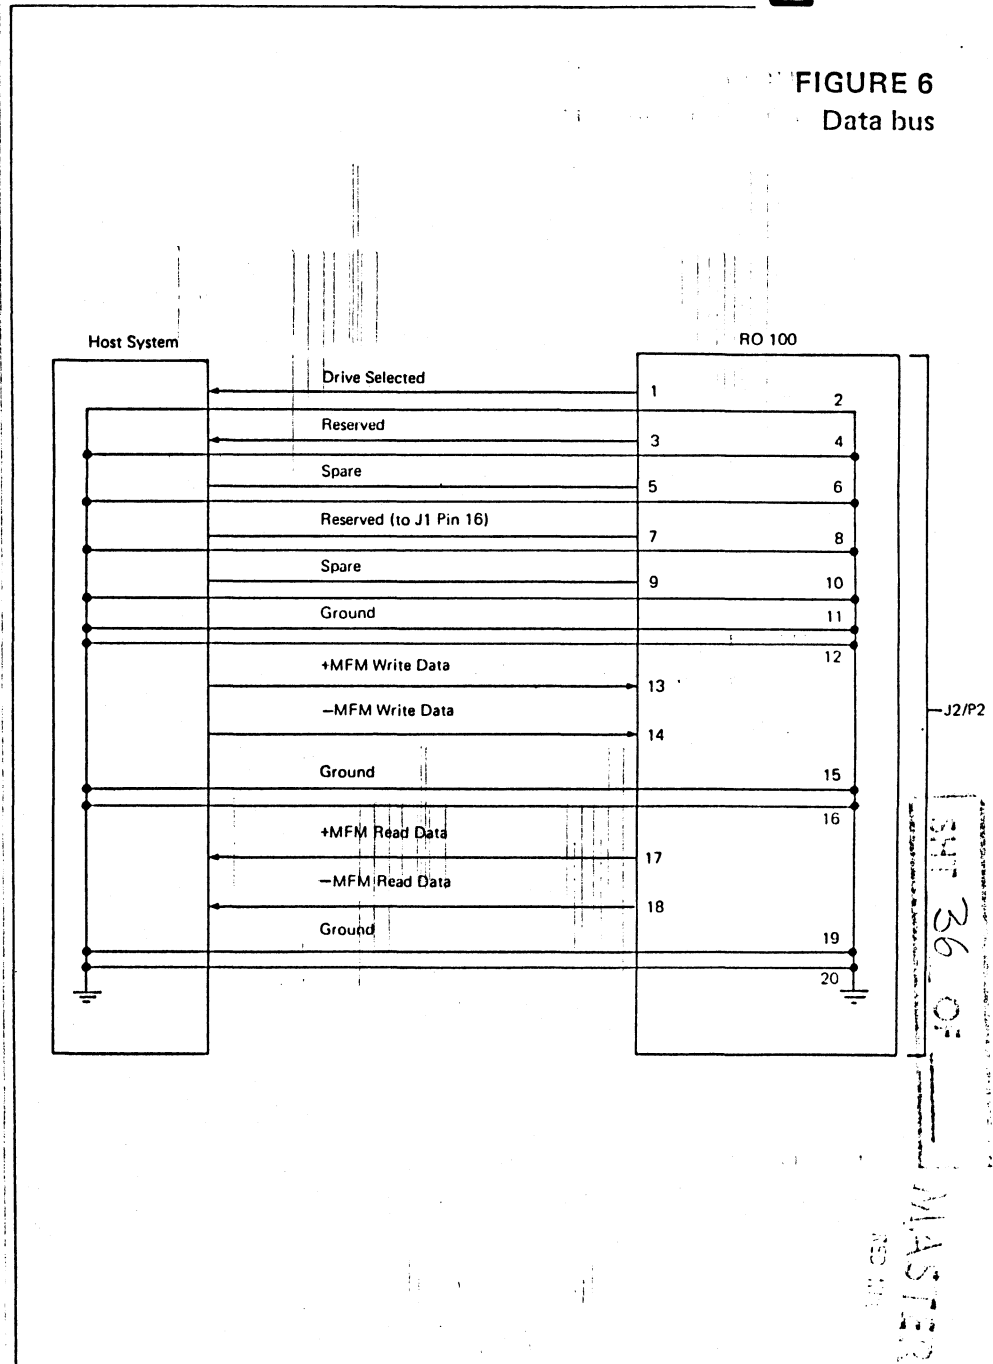 FIGURE 6
Data bus
Host System
RO 100
Drive Selected
1
2
Reserved
3
4
Spare
5
6
Reserved (to J1 Pin 16)
7
8
Spare
9
10
Ground
11
12
+MFM Write Data
13
−MFM Write Data
14
J2/P2
Ground
15
16
+MFM Read Data
17
−MFM Read Data
18
Ground
19
20
SHT 36 OF
MASTER